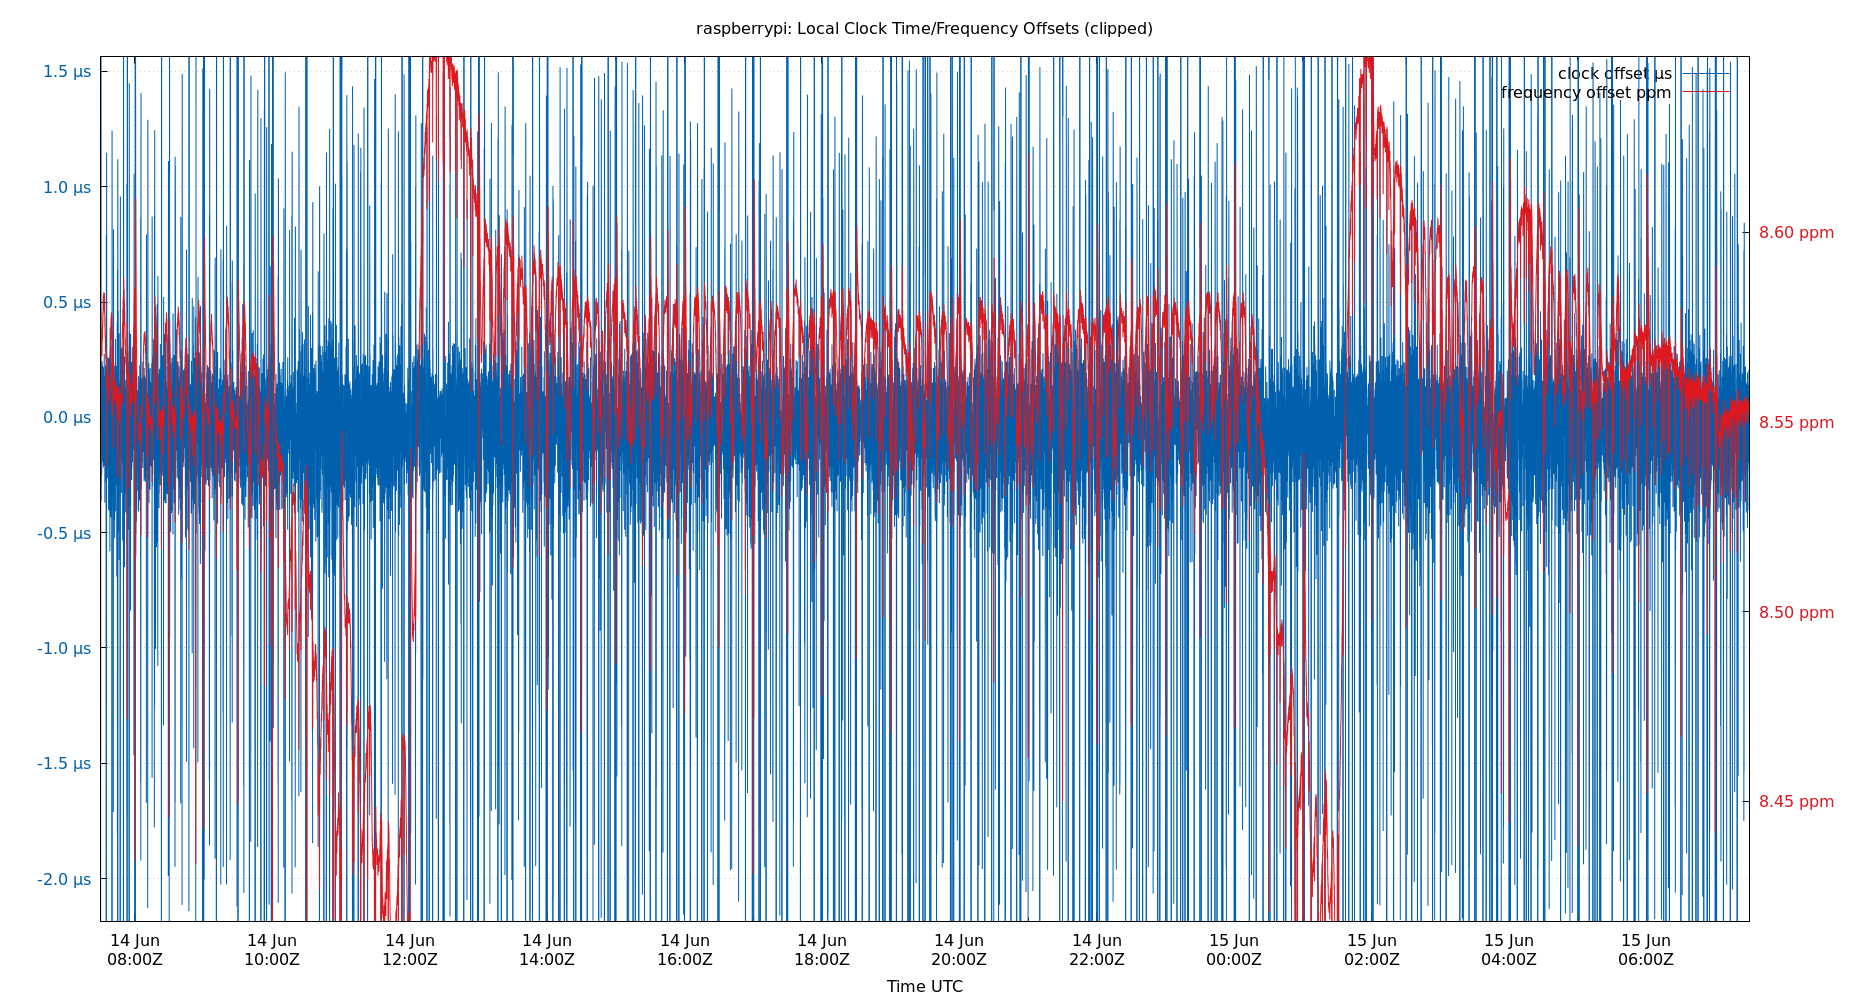 raspberrypi: Local Clock Time/Frequency Offsets (clipped)
clock offset µs
frequency offset ppm
1.5 µs
1.0 µs
0.5 µs
0.0 µs
-0.5 µs
-1.0 µs
-1.5 µs
-2.0 µs
8.60 ppm
8.55 ppm
8.50 ppm
8.45 ppm
14 Jun 14 Jun 14 Jun 14 Jun 14 Jun 14 Jun 14 Jun 14 Jun 15 Jun 15 Jun 15 Jun 15 Jun
08:00Z 10:00Z 12:00Z 14:00Z 16:00Z 18:00Z 20:00Z 22:00Z 00:00Z 02:00Z 04:00Z 06:00Z
Time UTC